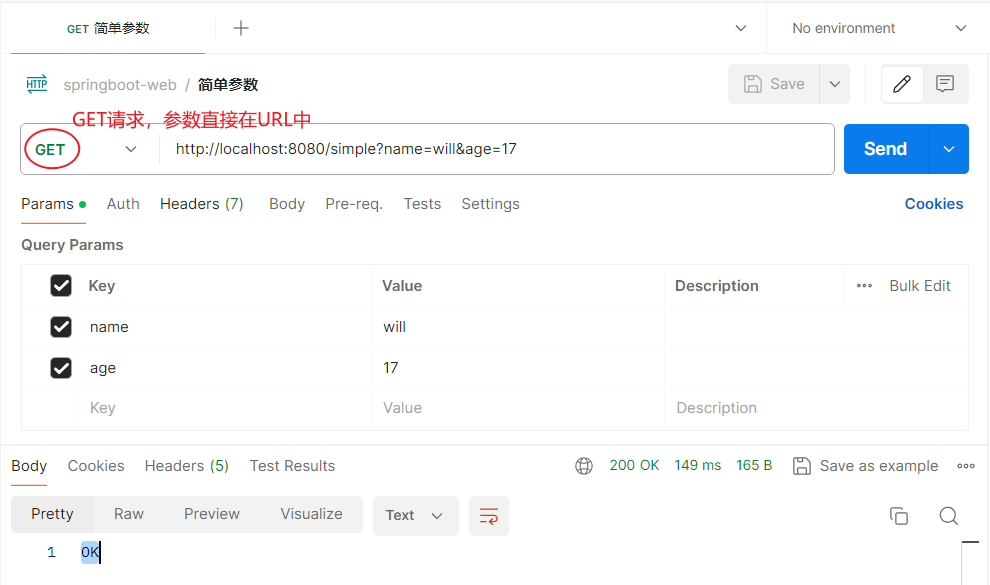 GET 简单参数
No environment
HTTP springboot-web / 简单参数
Save
GET请求，参数直接在URL中
GET http://localhost:8080/simple?name=will&age=17 Send
Params Auth Headers (7) Body Pre-req. Tests Settings Cookies
Query Params
Key Value Description Bulk Edit
name will
age 17
Key Value Description
Body Cookies Headers (5) Test Results 200 OK 149 ms 165 B Save as example
Pretty Raw Preview Visualize Text
1 OK